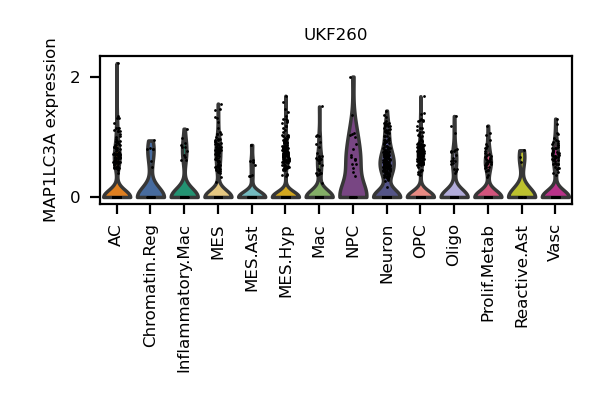 UKF260
MAP1LC3A expression
2
0
AC
Chromatin.Reg
Inflammatory.Mac
MES
MES.Ast
MES.Hyp
Mac
NPC
Neuron
OPC
Oligo
Prolif.Metab
Reactive.Ast
Vasc